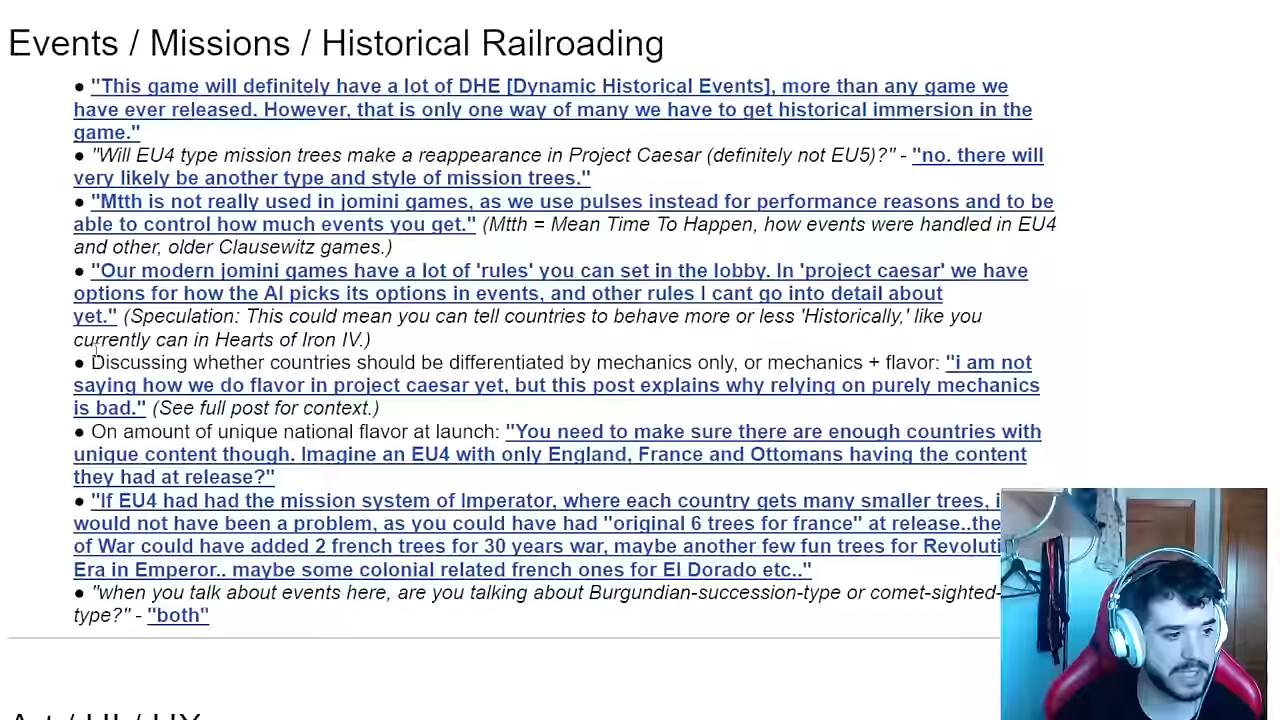 Events / Missions / Historical Railroading
● "This game will definitely have a lot of DHE [Dynamic Historical Events], more than any game we
have ever released. However, that is only one way of many we have to get historical immersion in the
game."
● "Will EU4 type mission trees make a reappearance in Project Caesar (definitely not EU5)?" - "no. there will
very likely be another type and style of mission trees."
● "Mtth is not really used in jomini games, as we use pulses instead for performance reasons and to be
able to control how much events you get." (Mtth = Mean Time To Happen, how events were handled in EU4
and other, older Clausewitz games.)
● "Our modern jomini games have a lot of 'rules' you can set in the lobby. In 'project caesar' we have
options for how the AI picks its options in events, and other rules I cant go into detail about
yet." (Speculation: This could mean you can tell countries to behave more or less 'Historically,' like you
currently can in Hearts of Iron IV.)
● Discussing whether countries should be differentiated by mechanics only, or mechanics + flavor: "i am not
saying how we do flavor in project caesar yet, but this post explains why relying on purely mechanics
is bad." (See full post for context.)
● On amount of unique national flavor at launch: "You need to make sure there are enough countries with
unique content though. Imagine an EU4 with only England, France and Ottomans having the content
they had at release?"
● "If EU4 had had the mission system of Imperator, where each country gets many smaller trees,
would not have been a problem, as you could have had "original 6 trees for france" at release..the
of War could have added 2 french trees for 30 years war, maybe another few fun trees for Revoluti
Era in Emperor.. maybe some colonial related french ones for El Dorado etc.."
● "when you talk about events here, are you talking about Burgundian-succession-type or comet-sighted-
type?" - "both"